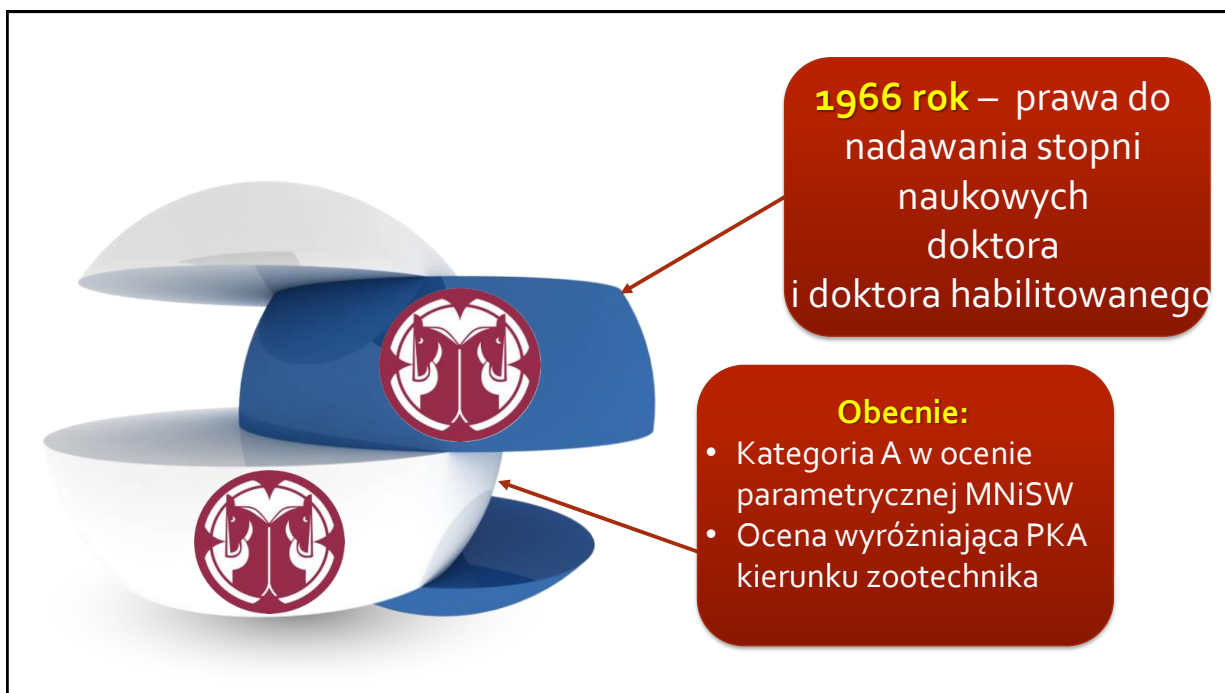 1966 rok – prawa do
nadawania stopni
naukowych
doktora
i doktora habilitowanego
Obecnie:
• Kategoria A w ocenie
parametrycznej MNiSW
• Ocena wyróżniająca PKA
kierunku zootechnika